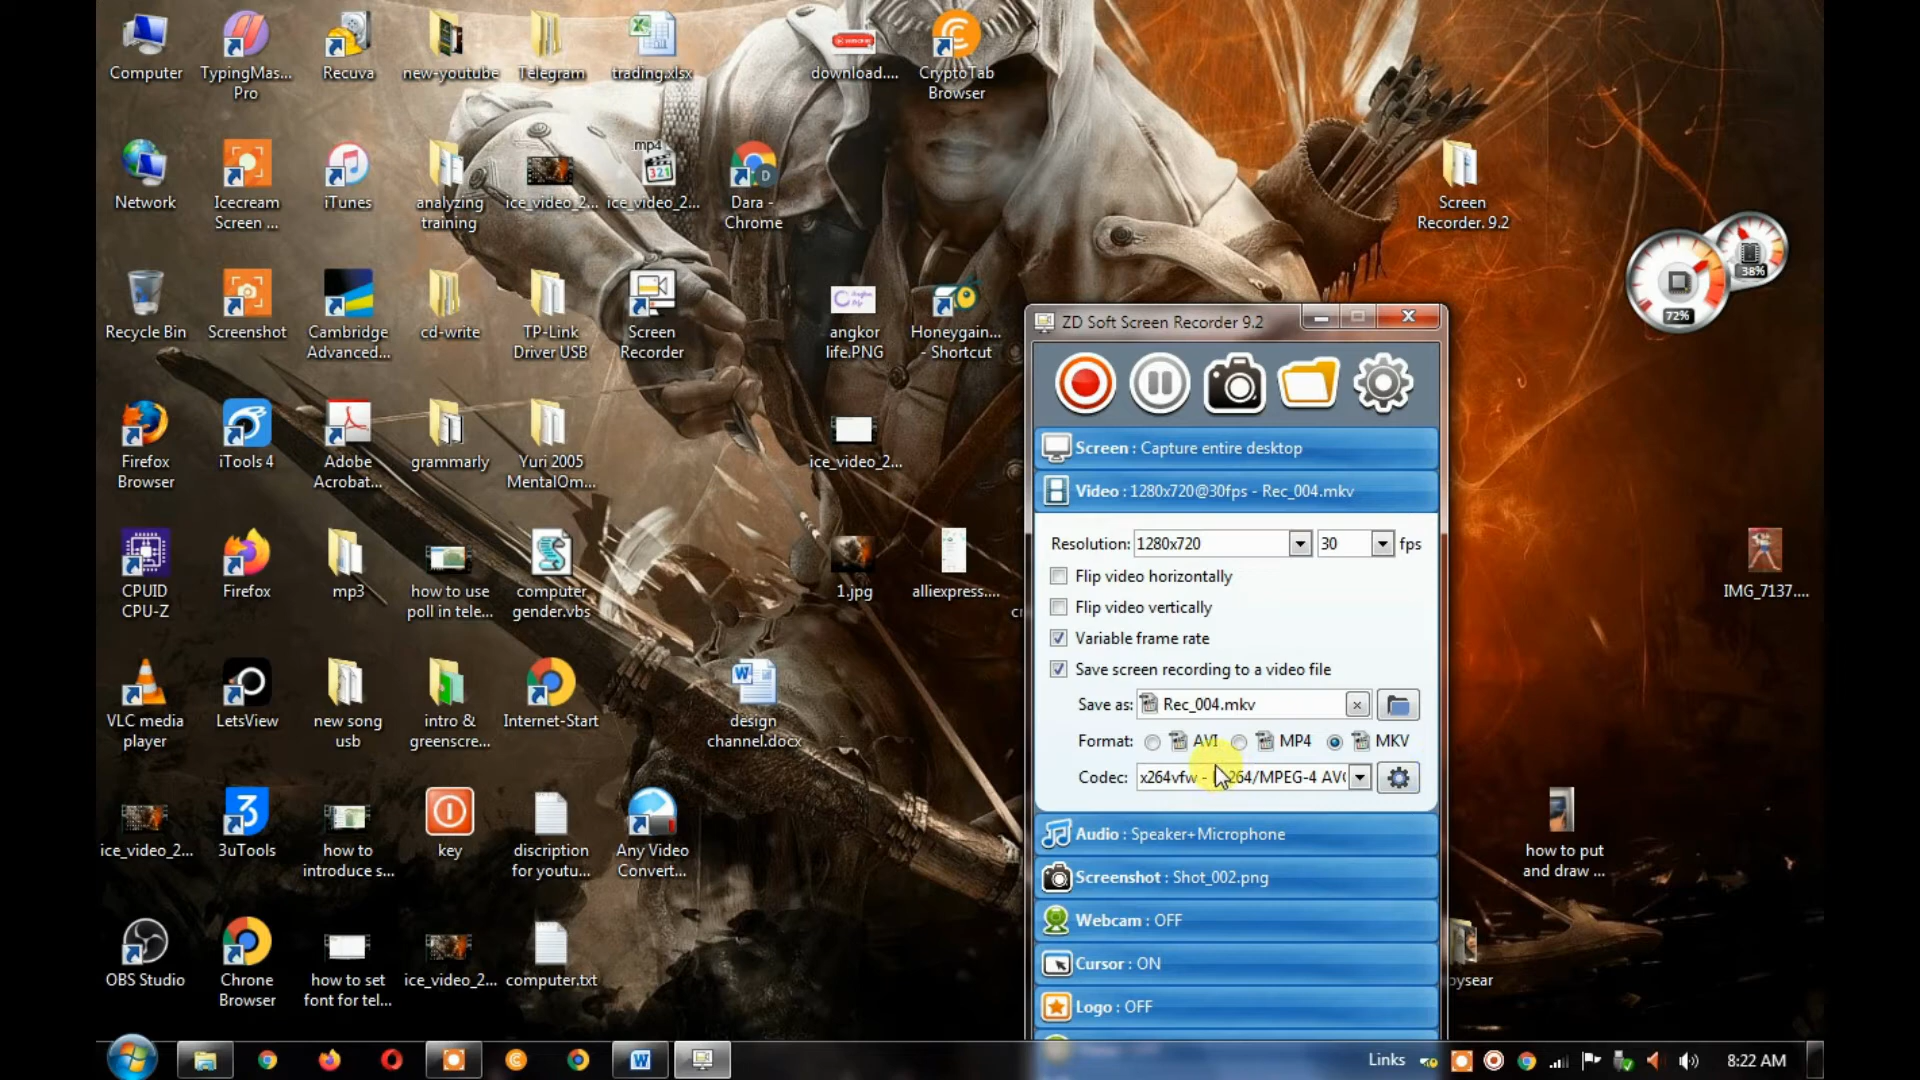 Computer
TypingMas...
Pro
Recuva
new-youtube
Telegram
trading.xlsx
download....
CryptoTab
Browser
Network
Icecream
Screen ...
iTunes
analyzing
training
ice_video_2...
mp4
321
ice_video_2...
D
Dara -
Chrome
Screen
Recorder. 9.2
38%
72%
Recycle Bin
Screenshot
Cambridge
Advanced...
cd-write
TP-Link
Driver USB
Screen
Recorder
angkor
life.PNG
Honeygain...
- Shortcut
Firefox
Browser
iTools 4
Adobe
Acrobat...
grammarly
Yuri 2005
MentalOm...
ice_video_2...
CPUID
CPU-Z
Firefox
mp3
how to use
poll in tele...
computer
gender.vbs
1.jpg
alliexpress....
IMG_7137....
VLC media
player
LetsView
new song
usb
intro &
greenscre...
Internet-Start
design
channel.docx
ice_video_2...
3
3uTools
how to
introduce s...
key
discription
for youtu...
Any Video
Convert...
how to put
and draw ...
OBS Studio
Chrone
Browser
how to set
font for tel...
ice_video_2...
computer.txt
ZD Soft Screen Recorder 9.2
Screen : Capture entire desktop
Video : 1280x720@30fps - Rec_004.mkv
Resolution: 1280x720 30 fps
Flip video horizontally
Flip video vertically
Variable frame rate
Save screen recording to a video file
Save as: Rec_004.mkv
Format: AVI MP4 MKV
Codec: x264vfw - H.264/MPEG-4 AV
Audio : Speaker+Microphone
Screenshot : Shot_002.png
Webcam : OFF
Cursor : ON
Logo : OFF
Links
8:22 AM